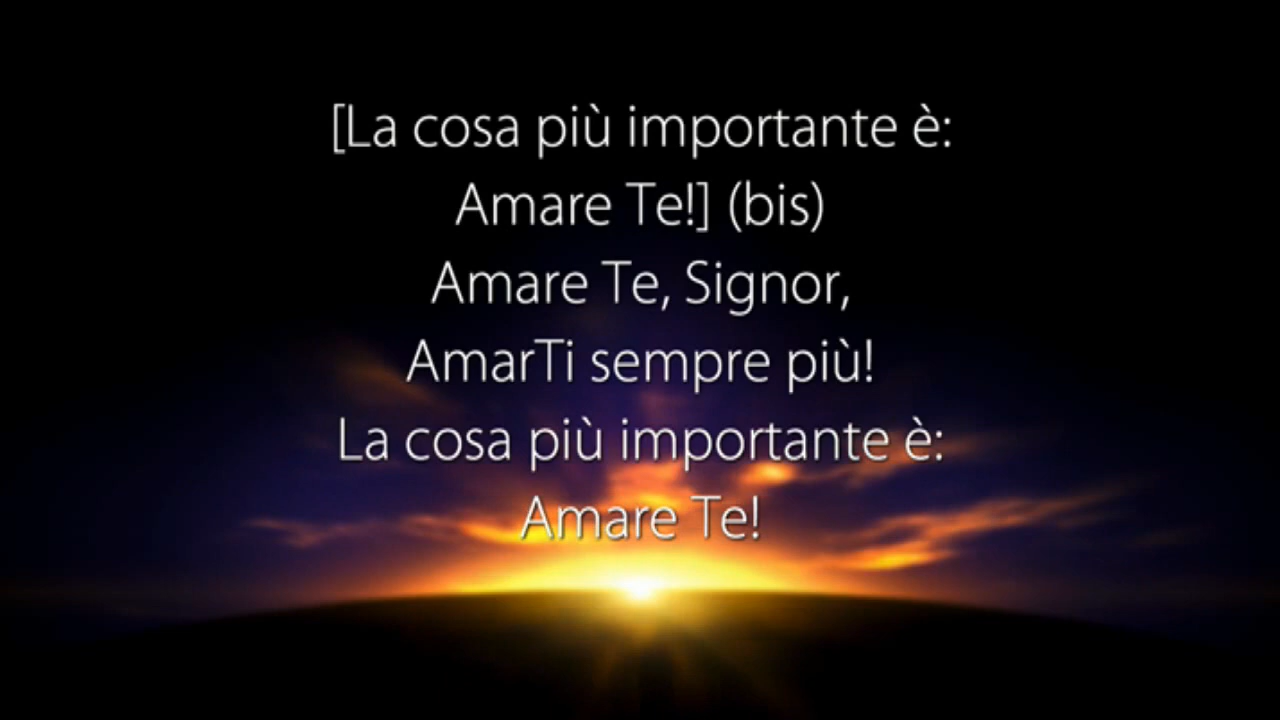 [La cosa più importante è:
Amare Te!] (bis)
Amare Te, Signor,
AmarTi sempre più!
La cosa più importante è:
Amare Te!